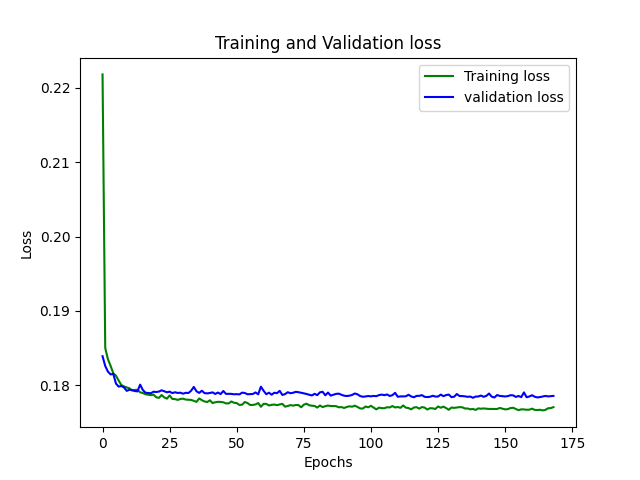 Training and Validation loss
Training loss
validation loss
0.22
0.21
0.20
0.19
0.18
Loss
0 25 50 75 100 125 150 175
Epochs